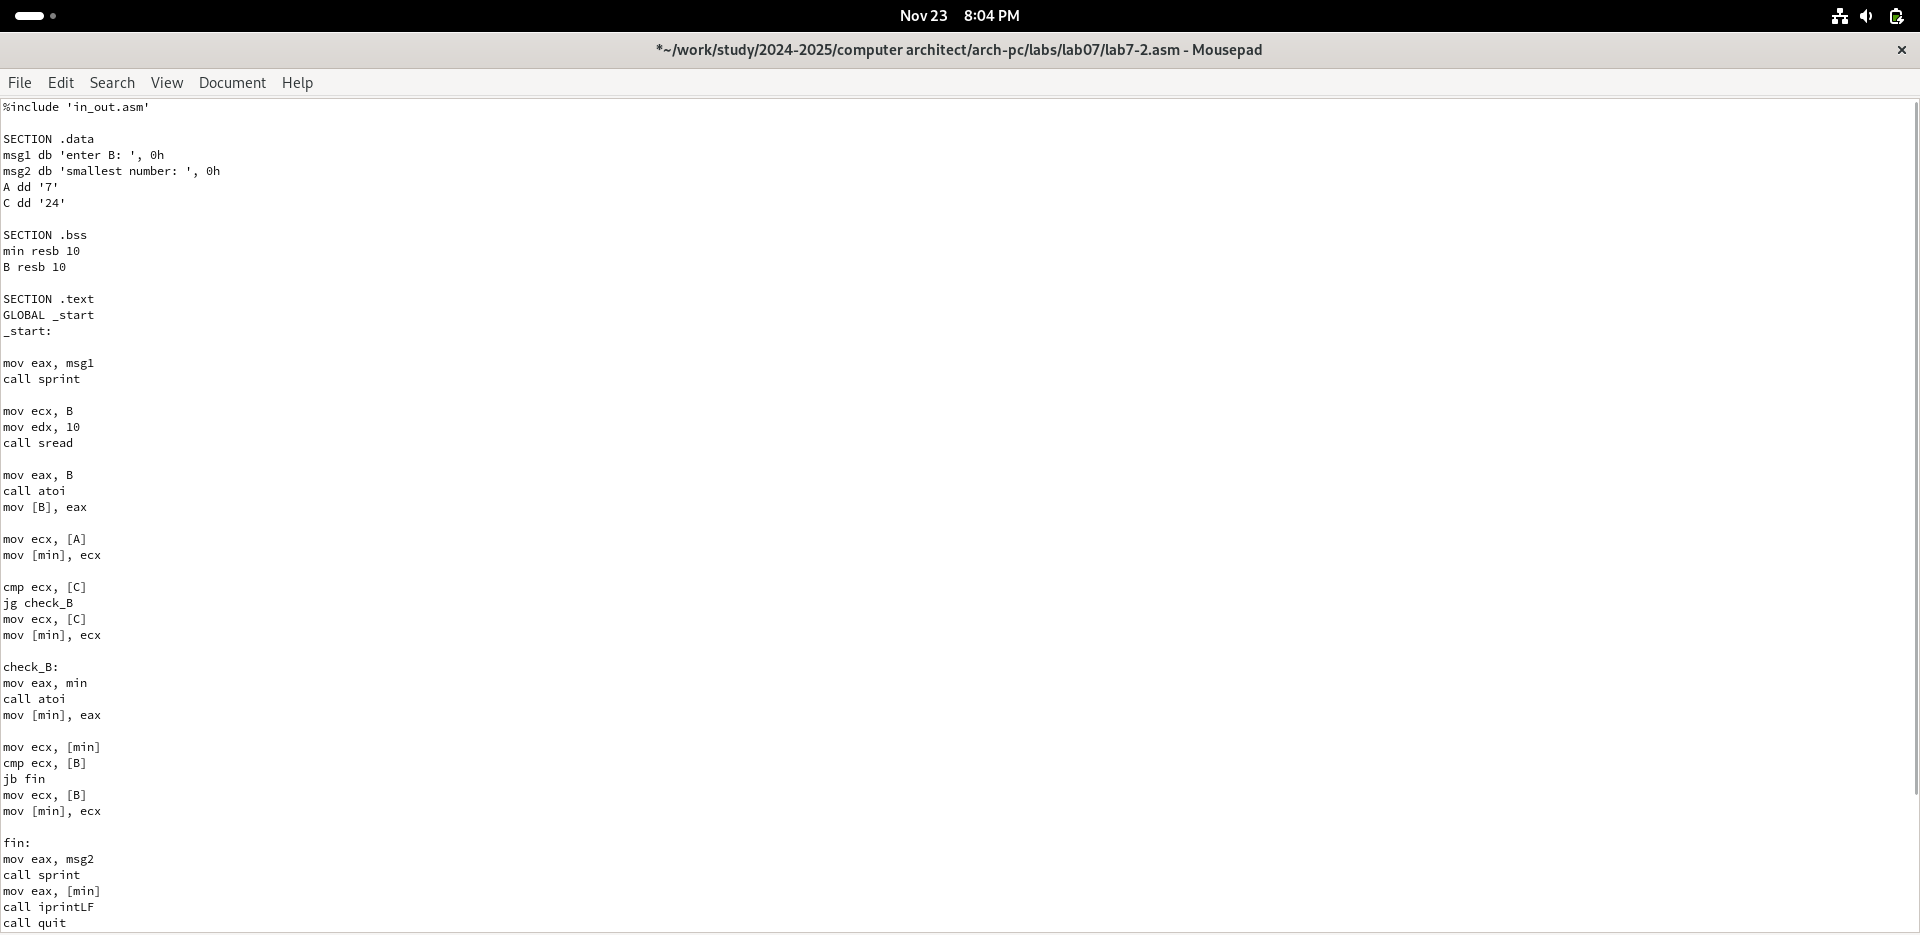 Nov 23 8:04 PM
*~/work/study/2024-2025/computer architect/arch-pc/labs/lab07/lab7-2.asm - Mousepad
File Edit Search View Document Help
%include 'in_out.asm'
SECTION .data
msg1 db 'enter B: ', 0h
msg2 db 'smallest number: ', 0h
A dd '7'
C dd '24'
SECTION .bss
min resb 10
B resb 10
SECTION .text
GLOBAL _start
_start:
mov eax, msg1
call sprint
mov ecx, B
mov edx, 10
call sread
mov eax, B
call atoi
mov [B], eax
mov ecx, [A]
mov [min], ecx
cmp ecx, [C]
jg check_B
mov ecx, [C]
mov [min], ecx
check_B:
mov eax, min
call atoi
mov [min], eax
mov ecx, [min]
cmp ecx, [B]
jb fin
mov ecx, [B]
mov [min], ecx
fin:
mov eax, msg2
call sprint
mov eax, [min]
call iprintLF
call quit